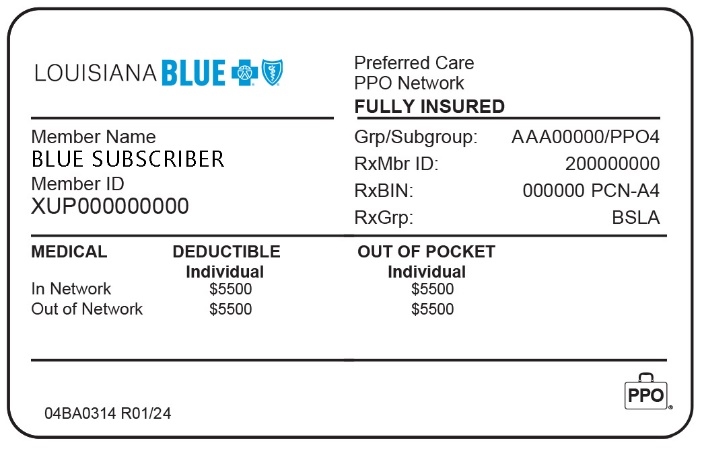 LOUISIANA BLUE
Preferred Care
PPO Network
FULLY INSURED
Member Name
BLUE SUBSCRIBER
Member ID
XUP000000000
Grp/Subgroup: AAA00000/PPO4
RxMbr ID: 200000000
RxBIN: 000000 PCN-A4
RxGrp: BSLA
MEDICAL DEDUCTIBLE OUT OF POCKET
Individual Individual
In Network $5500 $5500
Out of Network $5500 $5500
PPO®
04BA0314 R01/24